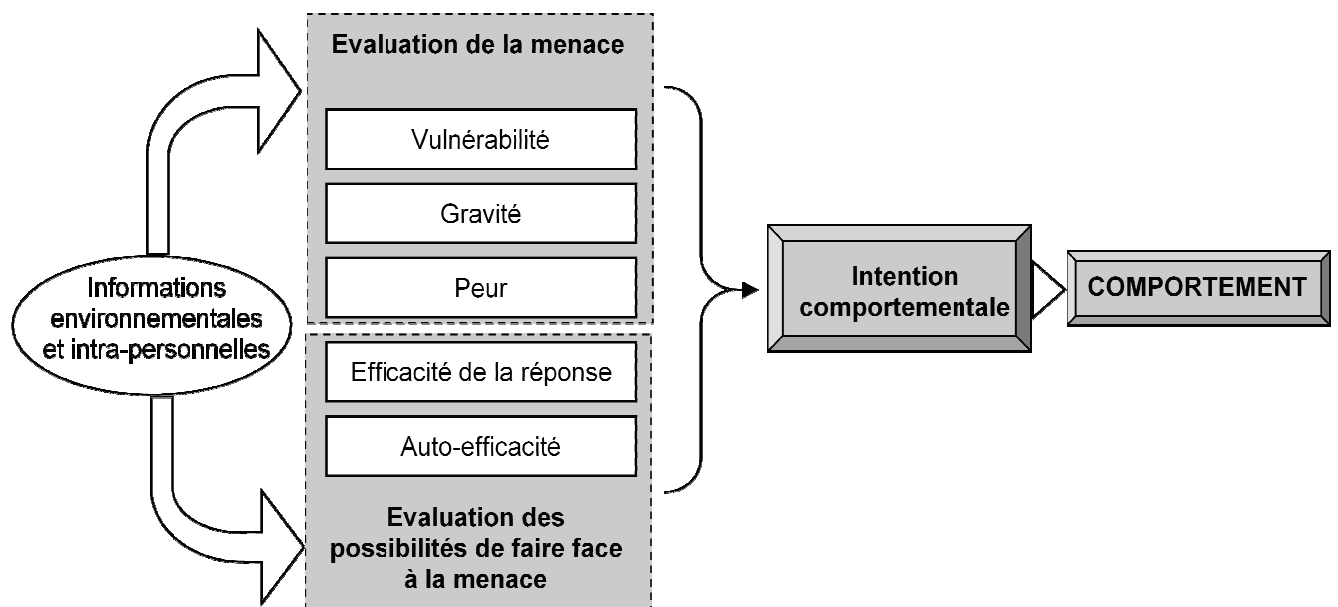 Informations
environnementales
et intra-personnelles
Evaluation de la menace
Vulnérabilité
Gravité
Peur
Efficacité de la réponse
Auto-efficacité
Evaluation des
possibilités de faire face
à la menace
Intention
comportementale
COMPORTEMENT